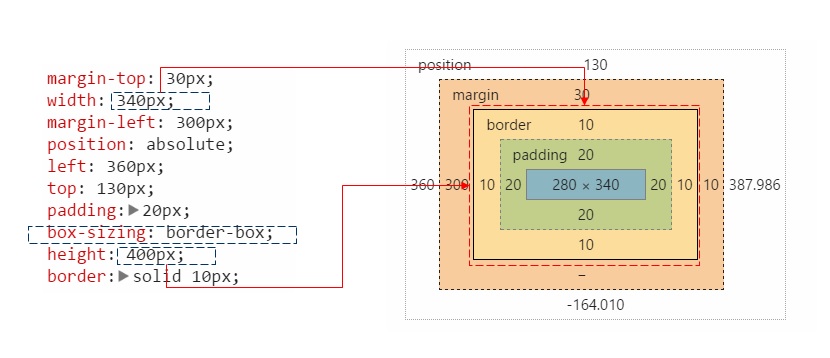 margin-top: 30px;
width: 340px;
margin-left: 300px;
position: absolute;
left: 360px;
top: 130px;
padding:▶20px;
box-sizing: border-box;
height: 400px;
border:▶solid 10px;
position 130
margin 30
border 10
padding 20
360 300 10 20 280 × 340 20 10 10 387.986
20
10
–
-164.010